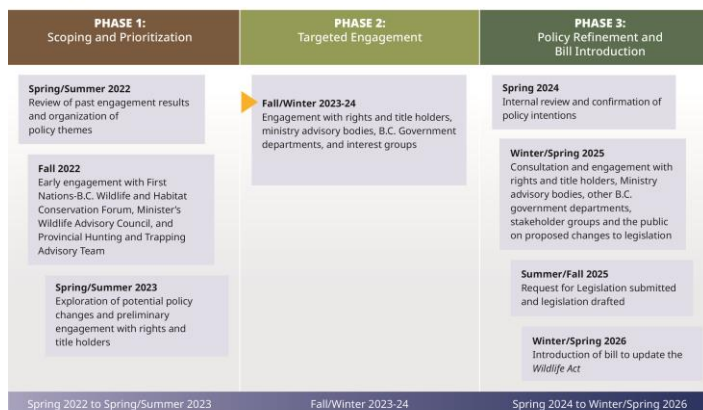 PHASE 1:
Scoping and Prioritization
Spring/Summer 2022
Review of past engagement results
and organization of
policy themes
Fall 2022
Early engagement with First
Nations-B.C. Wildlife and Habitat
Conservation Forum, Minister's
Wildlife Advisory Council, and
Provincial Hunting and Trapping
Advisory Team
Spring/Summer 2023
Exploration of potential policy
changes and preliminary
engagement with rights and
title holders
Spring 2022 to Spring/Summer 2023
PHASE 2:
Targeted Engagement
Fall/Winter 2023-24
Engagement with rights and title holders,
ministry advisory bodies, B.C. Government
departments, and interest groups
Fall/Winter 2023-24
PHASE 3:
Policy Refinement and
Bill Introduction
Spring 2024
Internal review and confirmation of
policy intentions
Winter/Spring 2025
Consultation and engagement with
rights and title holders, Ministry
advisory bodies, other B.C.
government departments,
stakeholder groups and the public
on proposed changes to legislation
Summer/Fall 2025
Request for Legislation submitted
and legislation drafted
Winter/Spring 2026
Introduction of bill to update the
Wildlife Act
Spring 2024 to Winter/Spring 2026